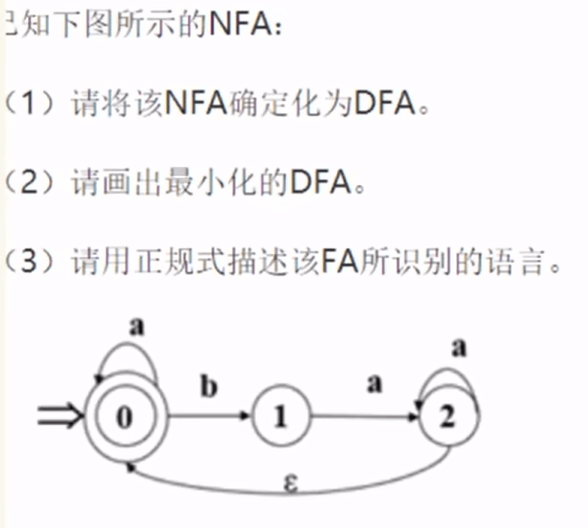 已知下图所示的NFA:
（1）请将该NFA确定化为DFA。
（2）请画出最小化的DFA。
（3）请用正规式描述该FA所识别的语言。
a
a
b
a
0
1
2
ε